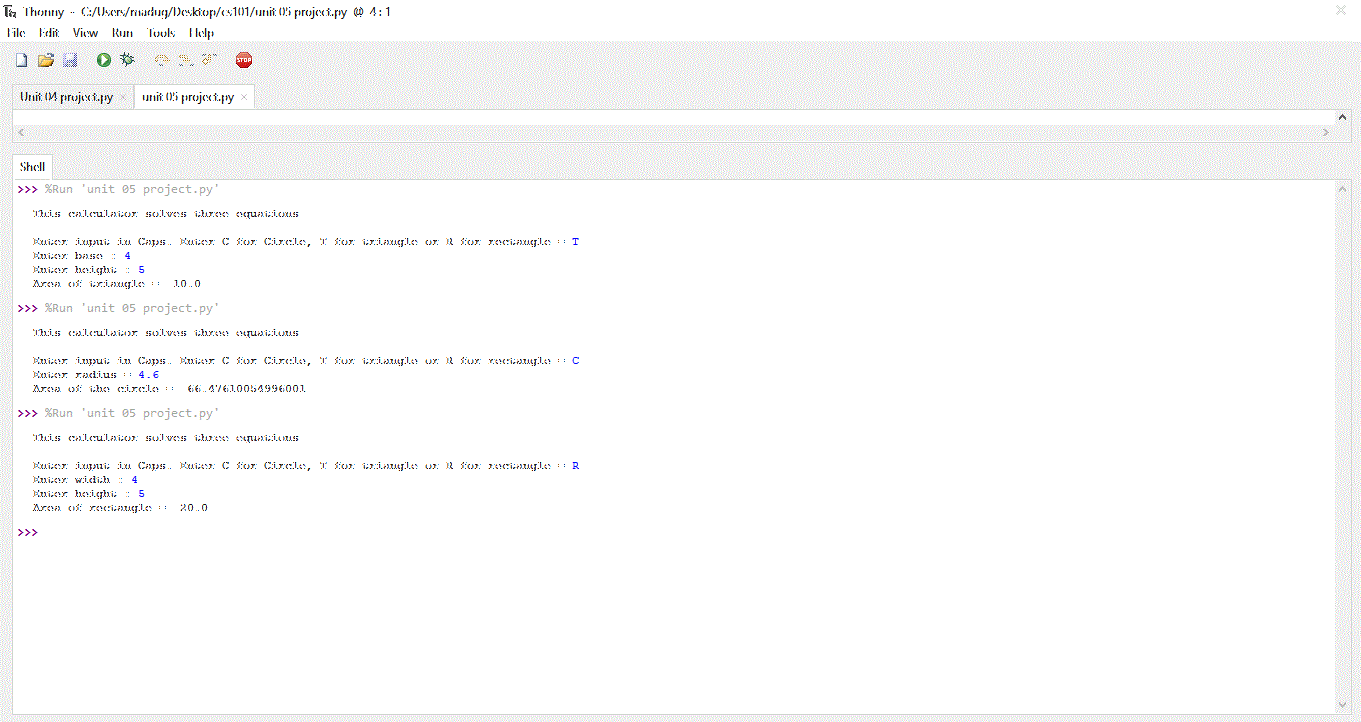 Thonny - C:/Users/raadug/Desktop/cs101/unit 05 project.py @ 4 : 1
File Edit View Run Tools Help
STOP
Unit 04 project.py × unit 05 project.py ×
Shell
>>> %Run 'unit 05 project.py'
This calculator solves three equations
Enter input in Caps. Enter C for Circle, T for triangle or R for rectangle = T
Enter base : 4
Enter height : 5
Area of triangle = 10.0
>>> %Run 'unit 05 project.py'
This calculator solves three equations
Enter input in Caps. Enter C for Circle, T for triangle or R for rectangle = C
Enter radius = 4.6
Area of the circle = 66.47610054996001
>>> %Run 'unit 05 project.py'
This calculator solves three equations
Enter input in Caps. Enter C for Circle, T for triangle or R for rectangle = R
Enter width : 4
Enter height : 5
Area of rectangle = 20.0
>>>